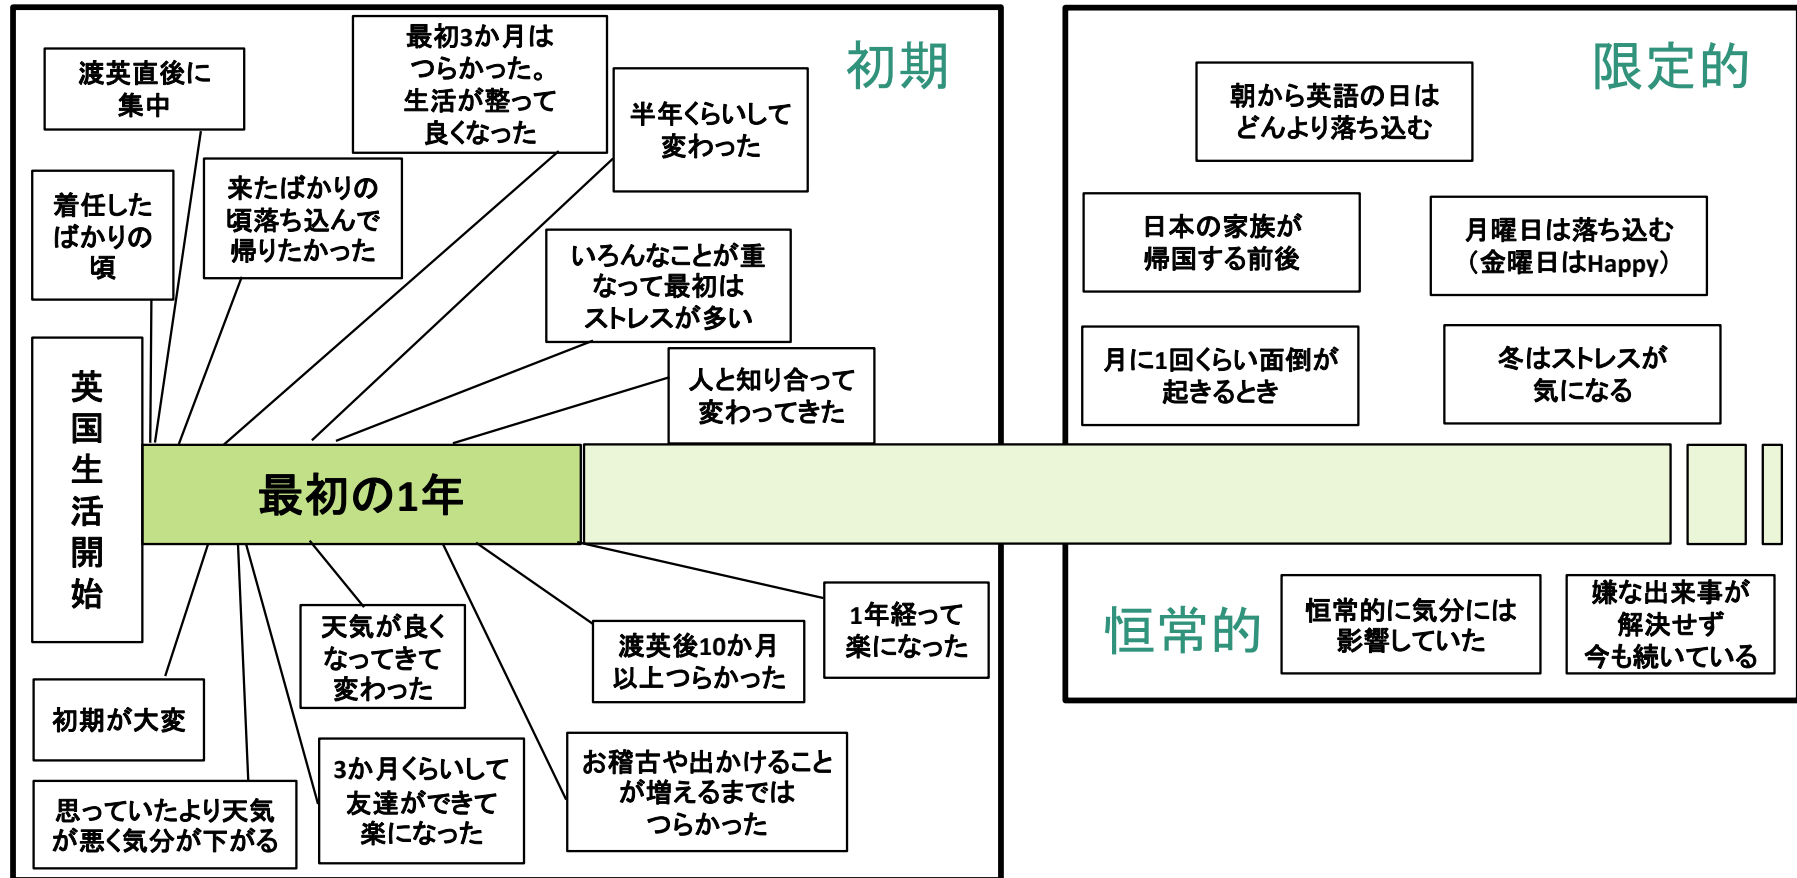 初期
渡英直後に
集中
最初3か月は
つらかった。
生活が整って
良くなった
半年くらいして
変わった
着任した
ばかりの
頃
来たばかりの
頃落ち込んで
帰りたかった
いろんなことが重
なって最初は
ストレスが多い
人と知り合って
変わってきた
英国生活開始
最初の1年
初期が大変
思っていたより天気
が悪く気分が下がる
天気が良く
なってきて
変わった
3か月くらいして
友達ができて
楽になった
渡英後10か月
以上つらかった
お稽古や出かけること
が増えるまでは
つらかった
1年経って
楽になった
限定的
朝から英語の日は
どんより落ち込む
日本の家族が
帰国する前後
月曜日は落ち込む
（金曜日はHappy）
月に1回くらい面倒が
起きるとき
冬はストレスが
気になる
恒常的
恒常的に気分には
影響していた
嫌な出来事が
解決せず
今も続いている